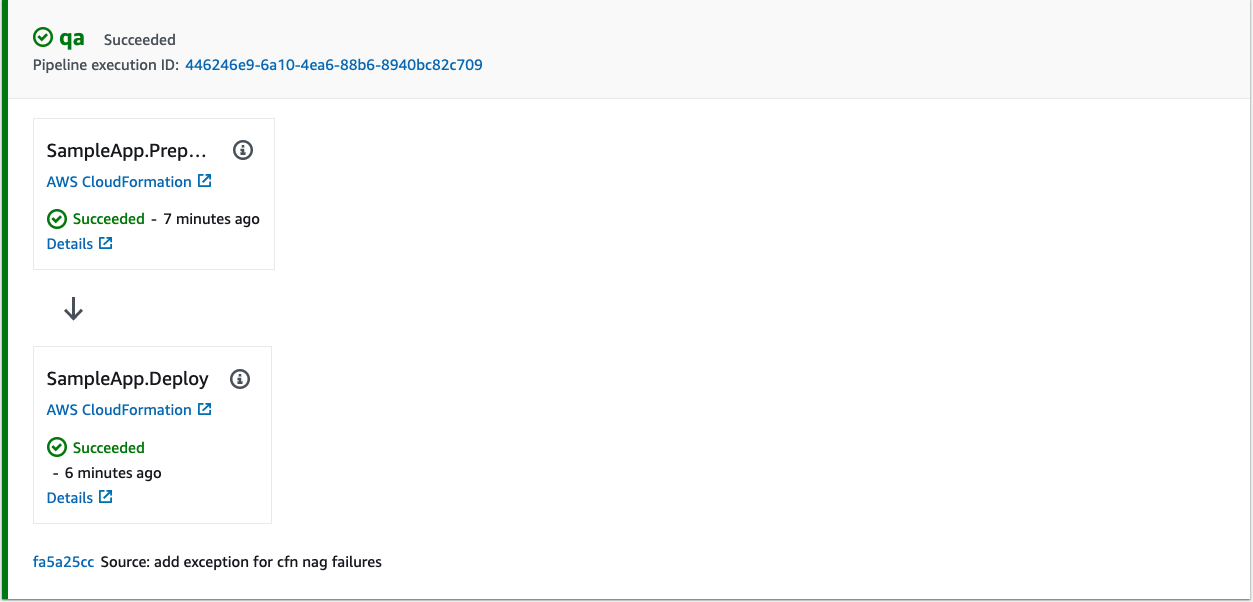 qa Succeeded
Pipeline execution ID: 446246e9-6a10-4ea6-88b6-8940bc82c709
SampleApp.Prep...
AWS CloudFormation
Succeeded - 7 minutes ago
Details
SampleApp.Deploy
AWS CloudFormation
Succeeded
- 6 minutes ago
Details
fa5a25cc Source: add exception for cfn nag failures